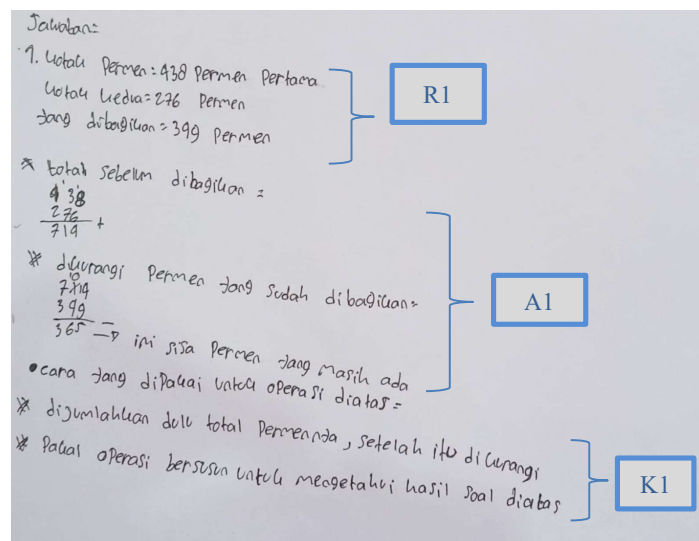 Jawaban=
1. Kotak Permen = 438 Permen Pertama
Kotak kedua = 276 Permen
yang dibagikan = 399 Permen
R1
* total sebelum dibagikan =
438
276 +
719
* dikurangi Permen yang sudah dibagikan =
719
399
365 => ini sisa Permen yang masih ada
A1
• cara yang dipakai untuk operasi diatas =
* dijumlahkan dulu total Permennya, setelah itu dikurangi
* Pakai operasi bersusun untuk mengetahui hasil soal diatas
K1